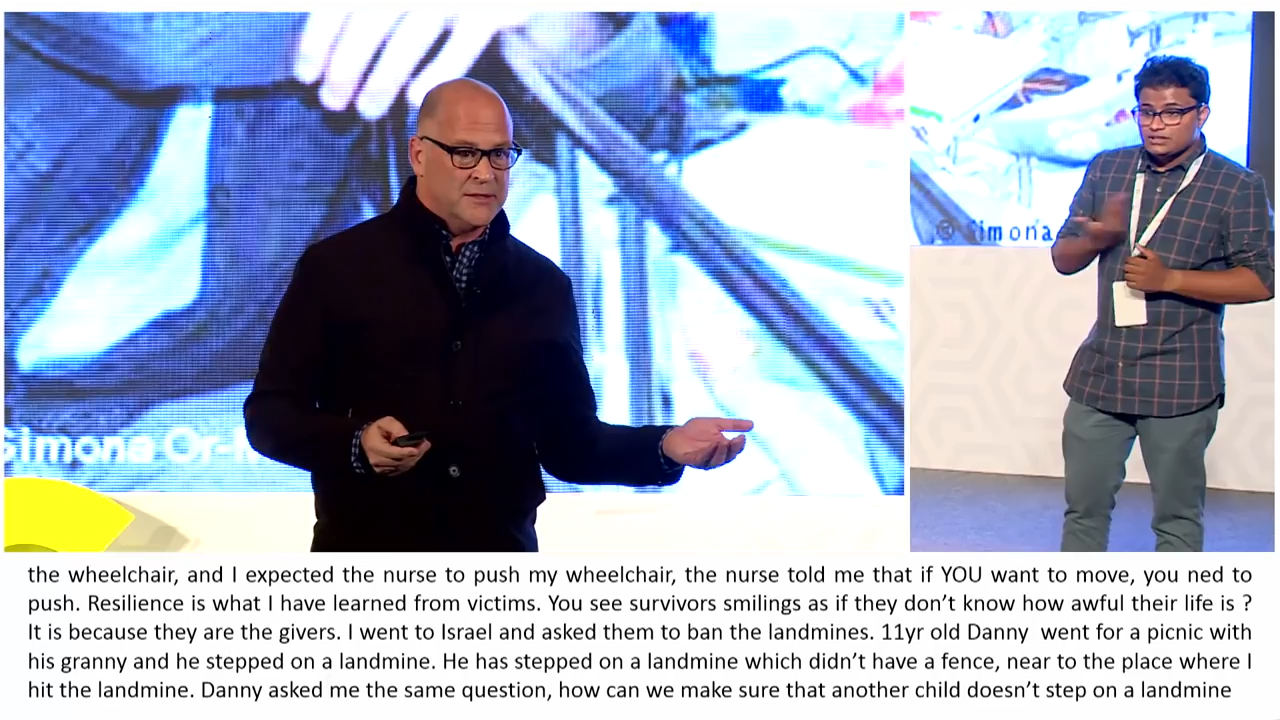 @ Simona
Simona O
the wheelchair, and I expected the nurse to push my wheelchair, the nurse told me that if YOU want to move, you ned to
push. Resilience is what I have learned from victims. You see survivors smilings as if they don’t know how awful their life is ?
It is because they are the givers. I went to Israel and asked them to ban the landmines. 11yr old Danny went for a picnic with
his granny and he stepped on a landmine. He has stepped on a landmine which didn’t have a fence, near to the place where I
hit the landmine. Danny asked me the same question, how can we make sure that another child doesn’t step on a landmine